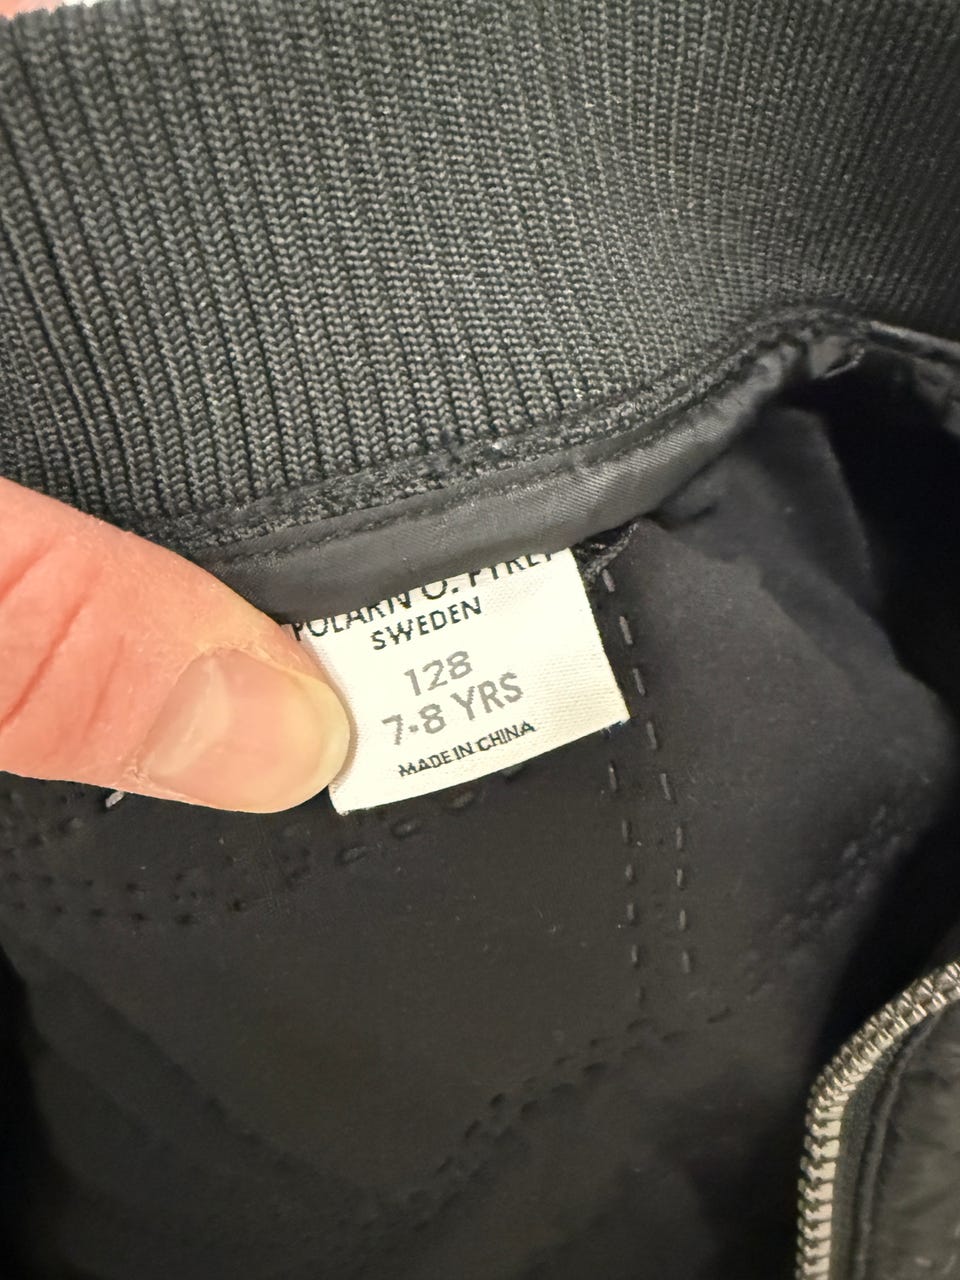 POLARN O. PYRET
SWEDEN
128
7-8 YRS
MADE IN CHINA